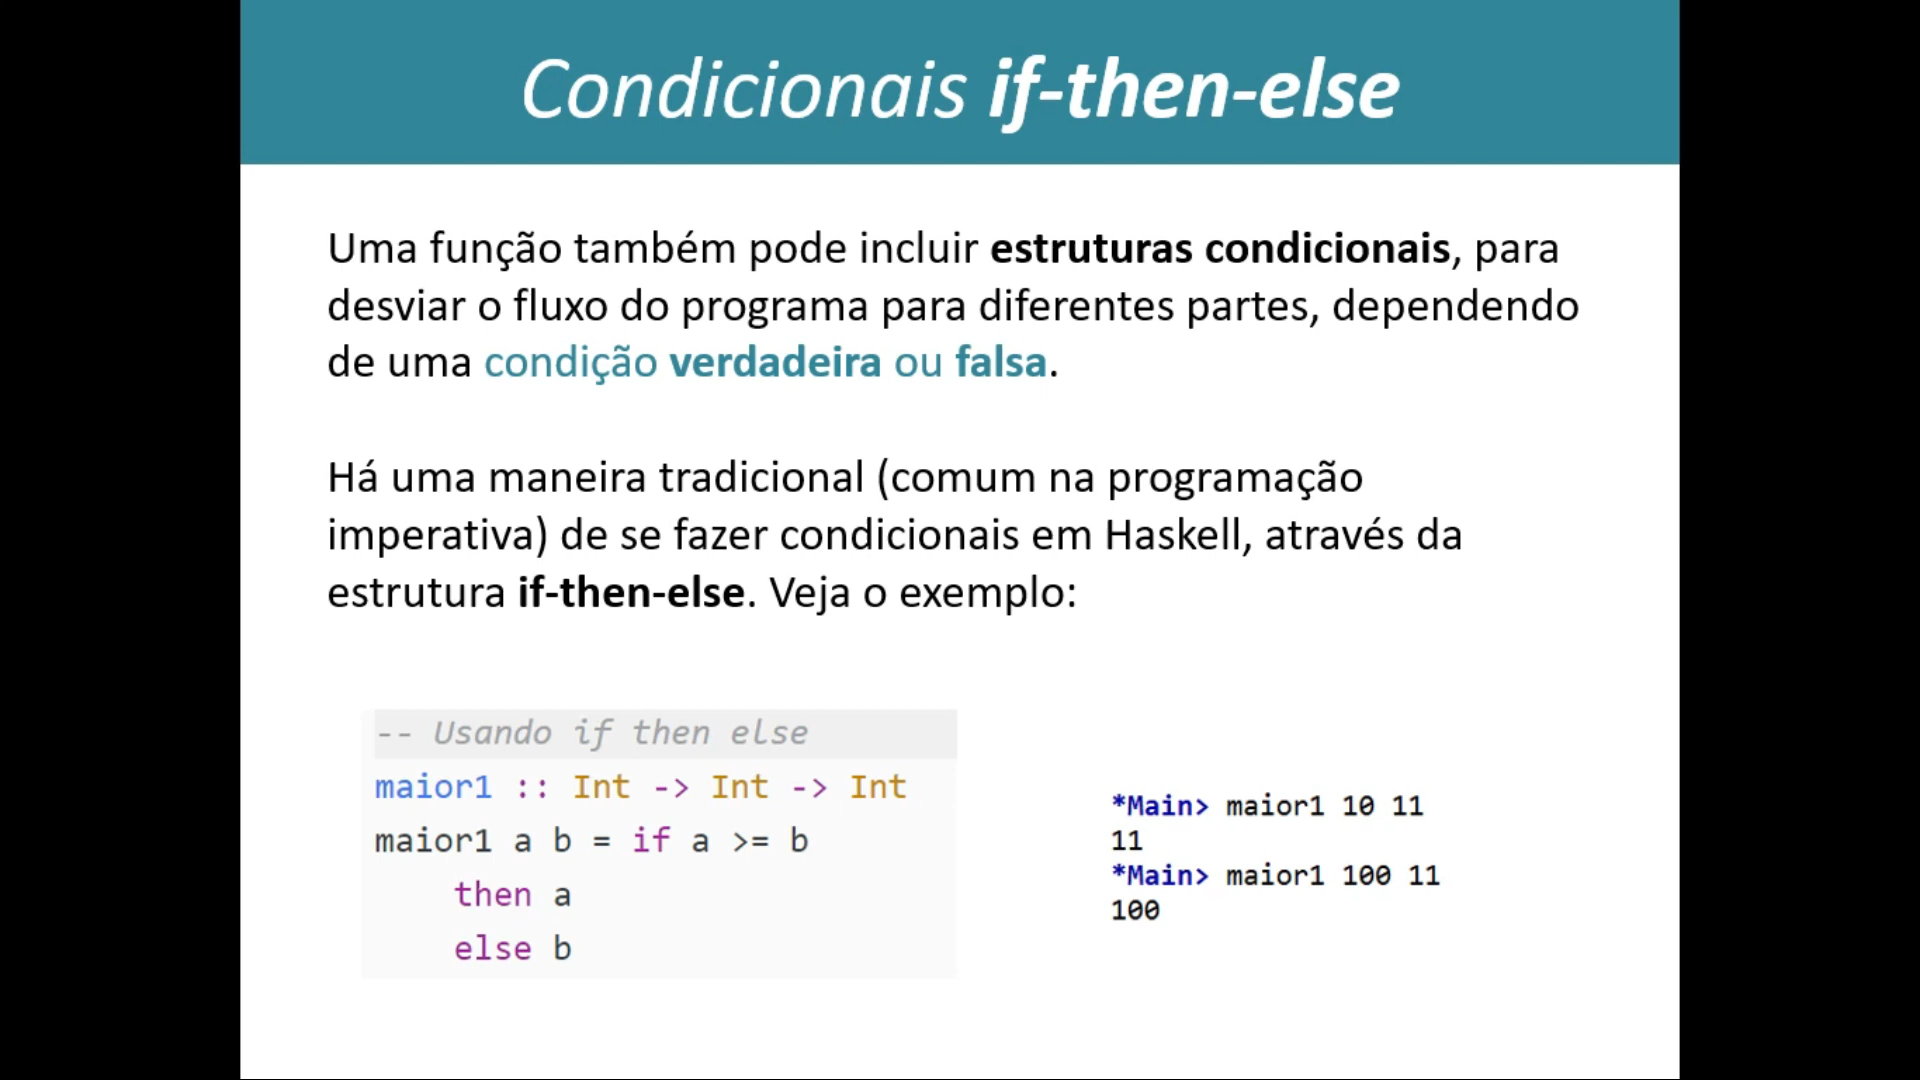 Condicionais if-then-else
Uma função também pode incluir estruturas condicionais, para
desviar o fluxo do programa para diferentes partes, dependendo
de uma condição verdadeira ou falsa.
Há uma maneira tradicional (comum na programação
imperativa) de se fazer condicionais em Haskell, através da
estrutura if-then-else. Veja o exemplo:
-- Usando if then else
maior1 :: Int -> Int -> Int
maior1 a b = if a >= b
    then a
    else b
*Main> maior1 10 11
11
*Main> maior1 100 11
100